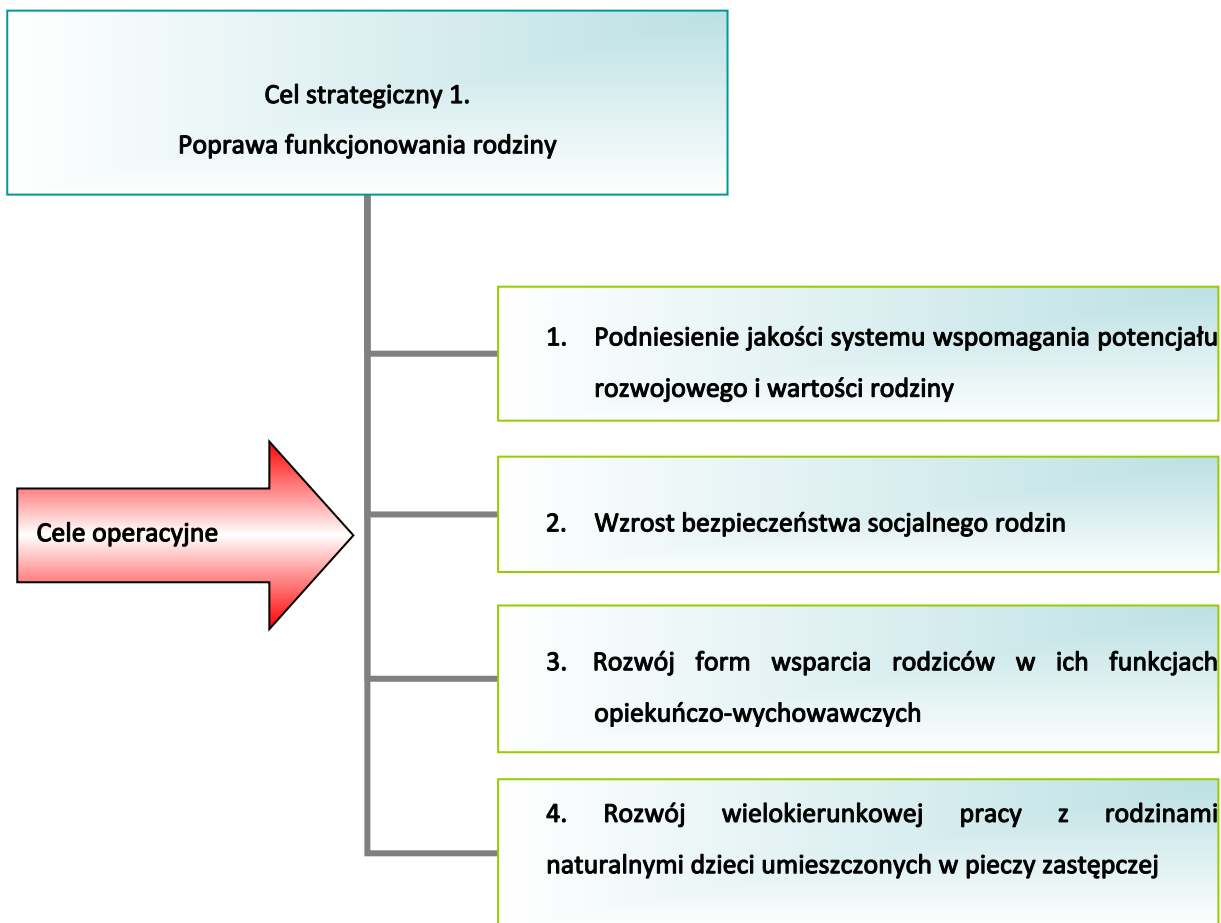 Cel strategiczny 1.
Poprawa funkcjonowania rodziny
1. Podniesienie jakości systemu wspomagania potencjału
rozwojowego i wartości rodziny
Cele operacyjne
2. Wzrost bezpieczeństwa socjalnego rodzin
3. Rozwój form wsparcia rodziców w ich funkcjach
opiekuńczo-wychowawczych
4. Rozwój wielokierunkowej pracy z rodzinami
naturalnymi dzieci umieszczonych w pieczy zastępczej